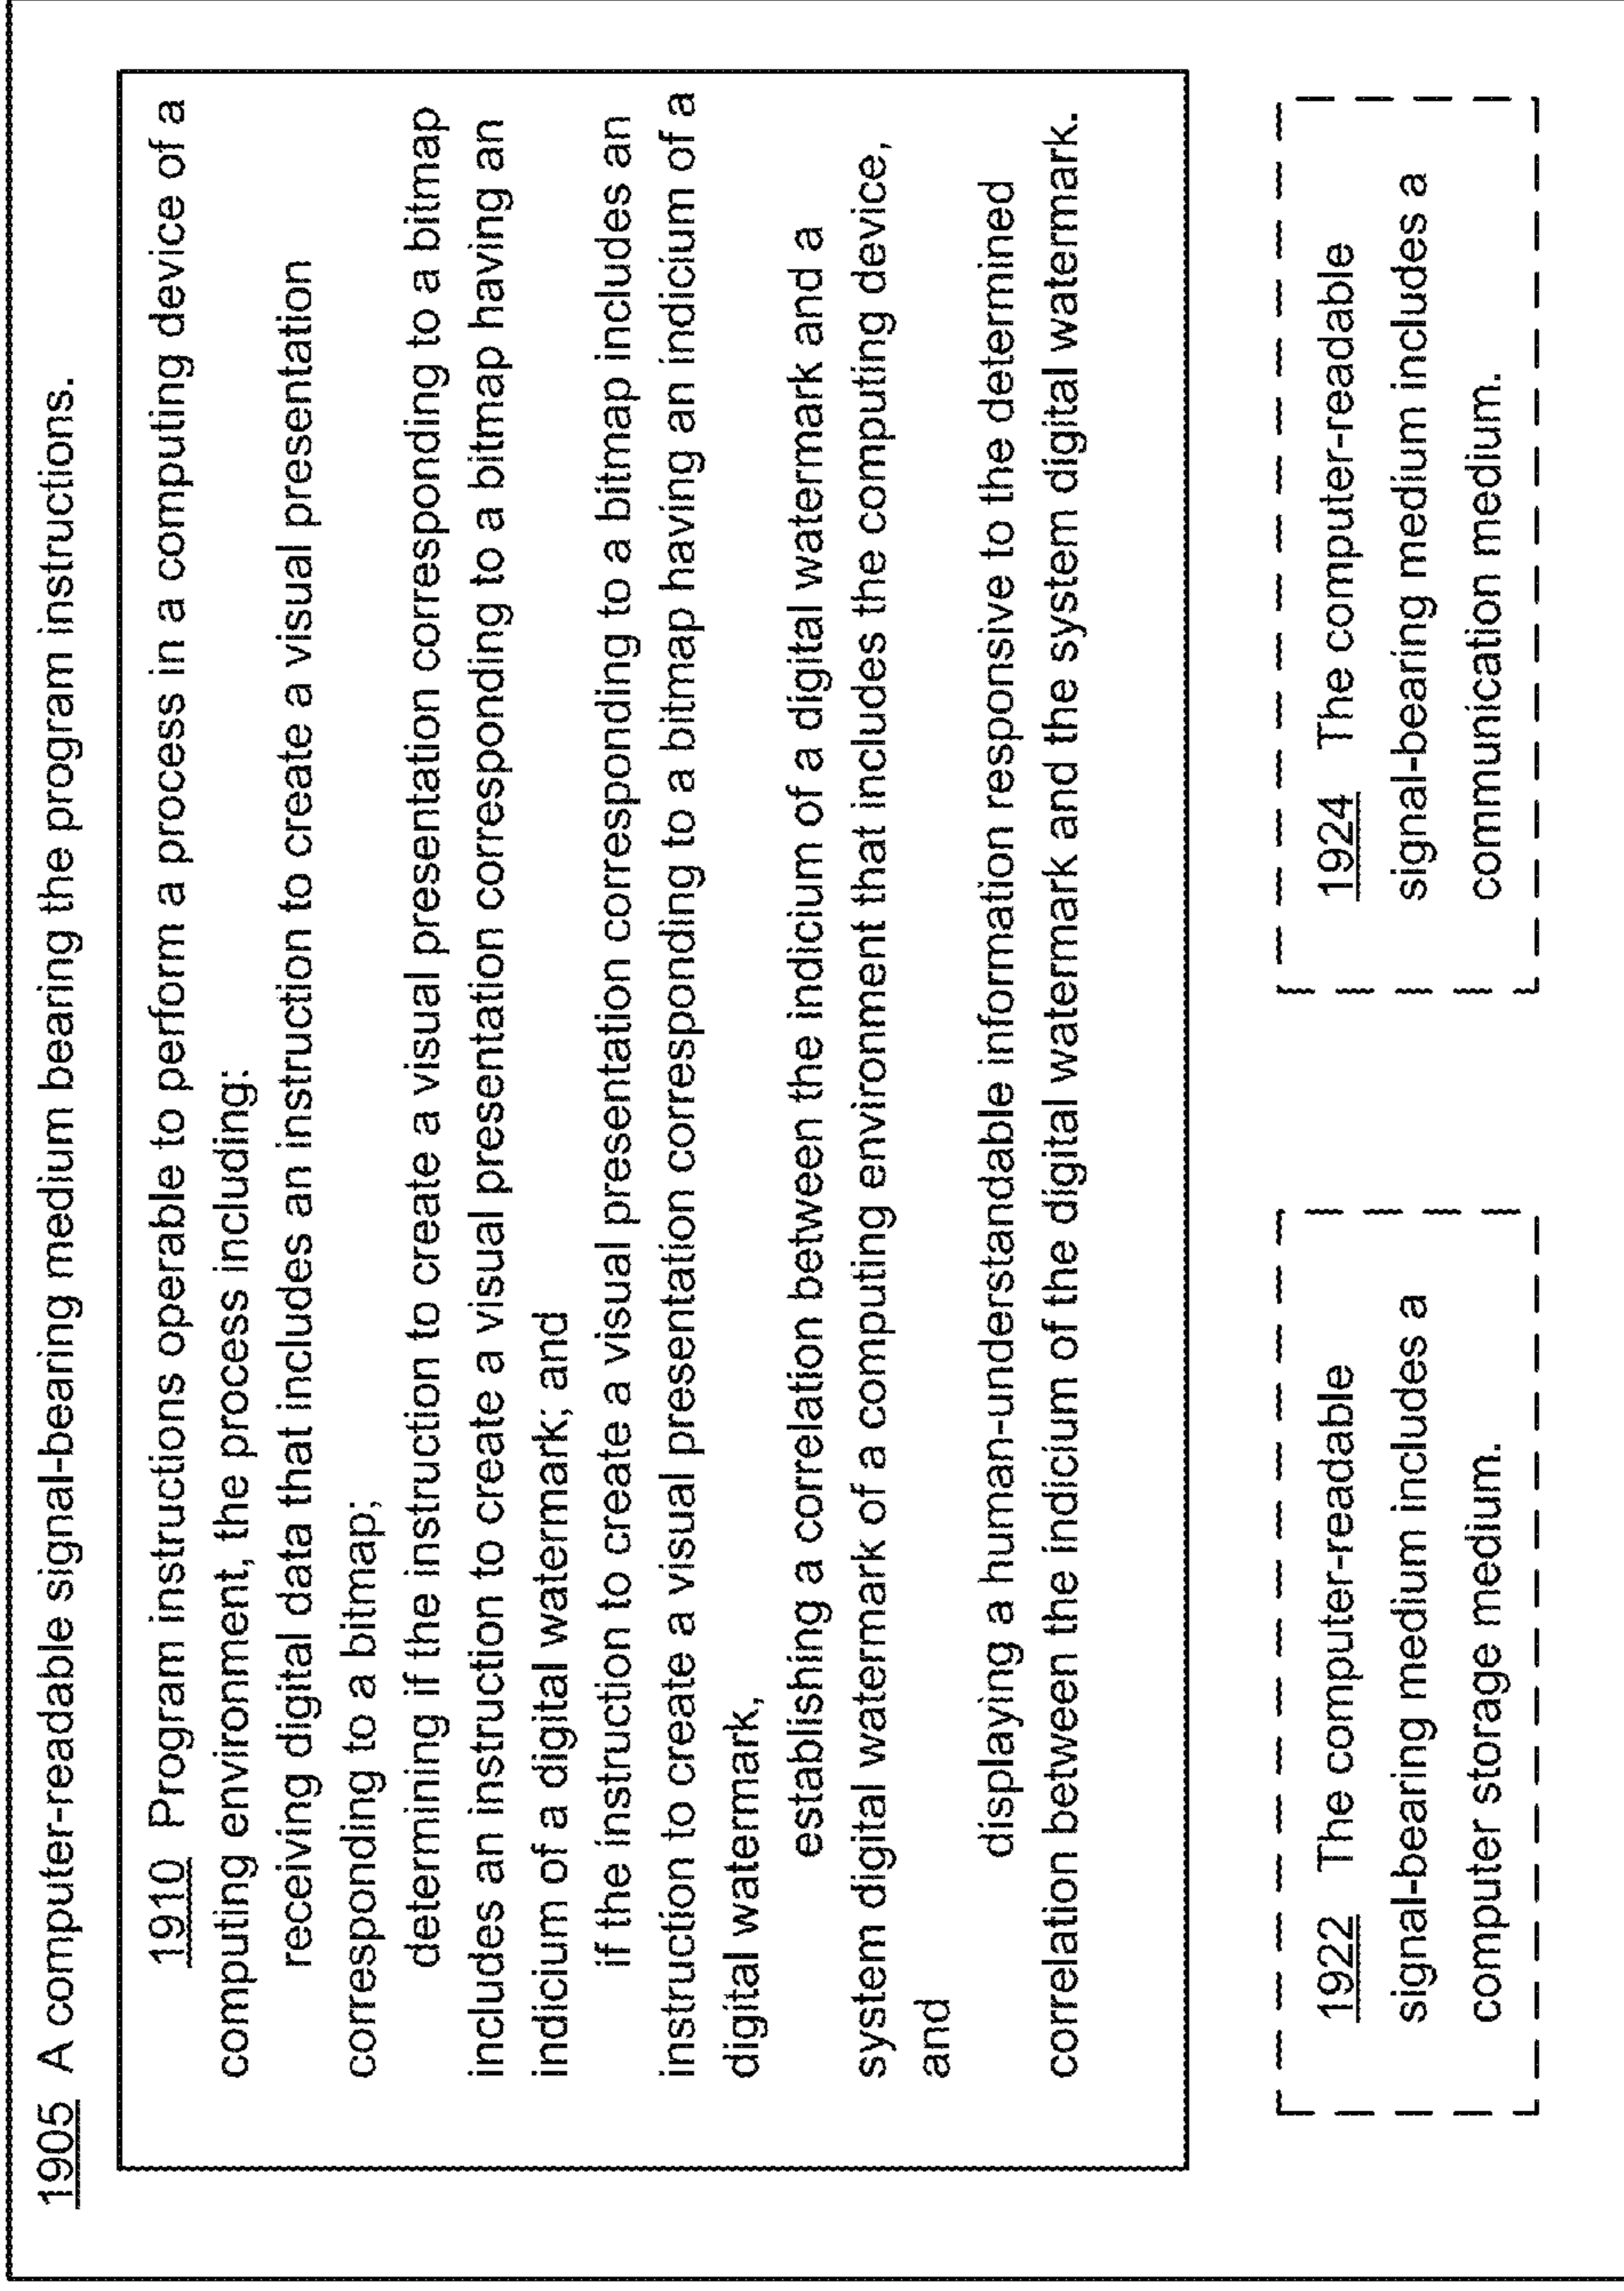 1905 A computer-readable signal-bearing medium bearing the program instructions.
1910 Program instructions operable to perform a process in a computing device of a
computing environment, the process including:
receiving digital data that includes an instruction to create a visual presentation
corresponding to a bitmap;
determining if the instruction to create a visual presentation corresponding to a bitmap
includes an instruction to create a visual presentation corresponding to a bitmap having an
indicium of a digital watermark; and
if the instruction to create a visual presentation corresponding to a bitmap includes an
instruction to create a visual presentation corresponding to a bitmap having an indicium of a
digital watermark,
establishing a correlation between the indicium of a digital watermark and a
system digital watermark of a computing environment that includes the computing device,
and
displaying a human-understandable information responsive to the determined
correlation between the indicium of the digital watermark and the system digital watermark.
1922 The computer-readable
signal-bearing medium includes a
computer storage medium.
1924 The computer-readable
signal-bearing medium includes a
communication medium.